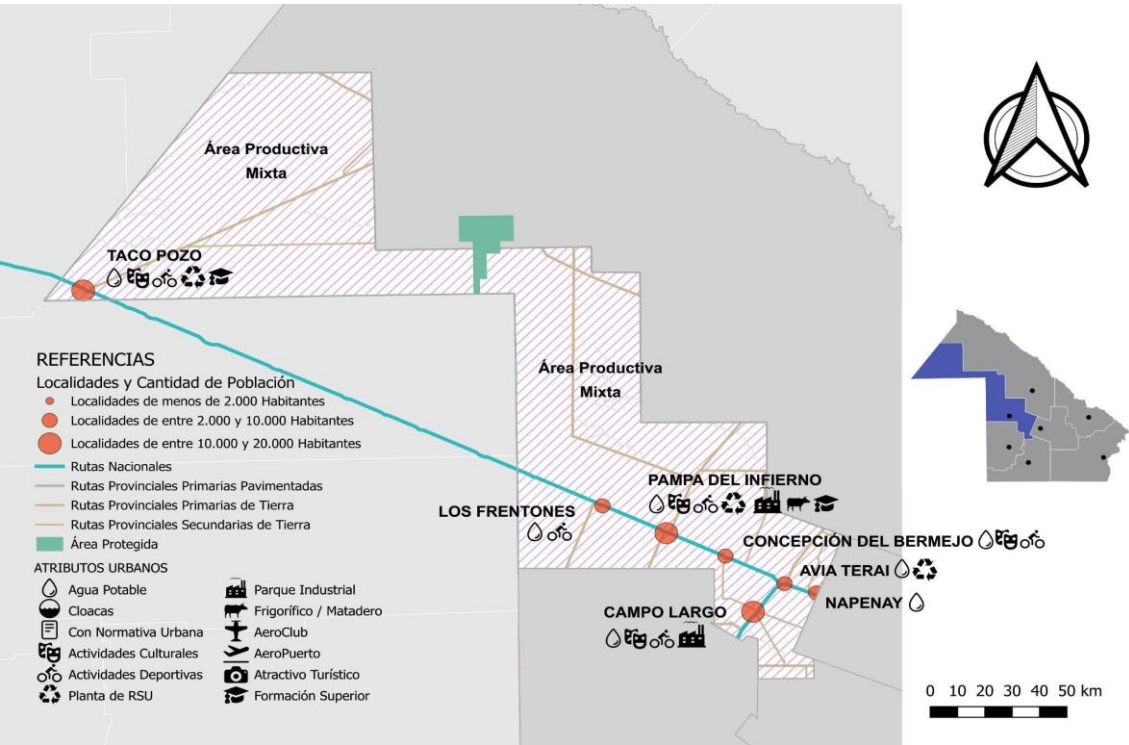 Área Productiva
Mixta
TACO POZO
REFERENCIAS
Localidades y Cantidad de Población
Localidades de menos de 2.000 Habitantes
Localidades de entre 2.000 y 10.000 Habitantes
Localidades de entre 10.000 y 20.000 Habitantes
Rutas Nacionales
Rutas Provinciales Primarias Pavimentadas
Rutas Provinciales Primarias de Tierra
Rutas Provinciales Secundarias de Tierra
Área Protegida
ATRIBUTOS URBANOS
Agua Potable
Cloacas
Con Normativa Urbana
Actividades Culturales
Actividades Deportivas
Planta de RSU
Parque Industrial
Frigorífico / Matadero
AeroClub
AeroPuerto
Atractivo Turístico
Formación Superior
Área Productiva
Mixta
PAMPA DEL INFIERNO
LOS FRENTONES
CONCEPCIÓN DEL BERMEJO
AVIA TERAI
NAPENAY
CAMPO LARGO
0 10 20 30 40 50 km